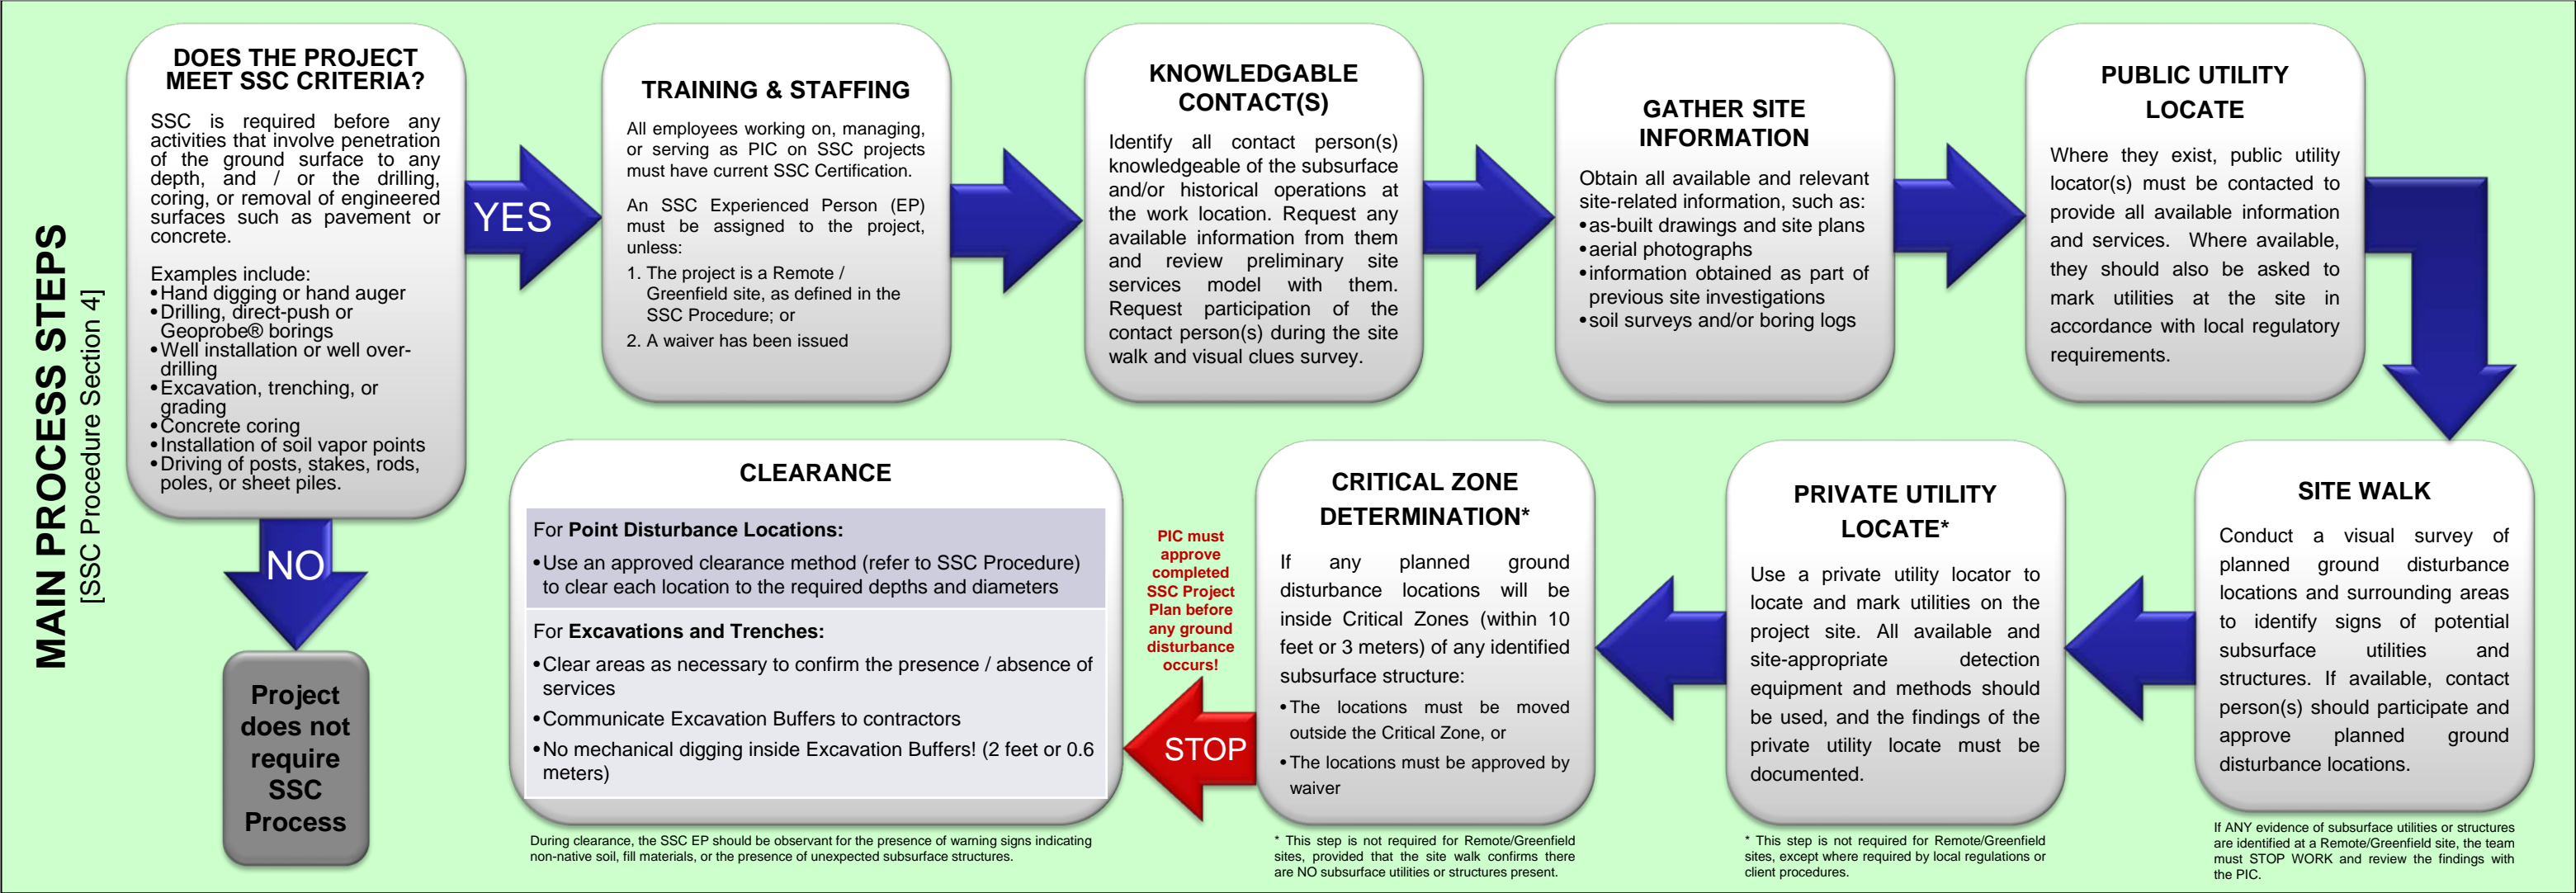 MAIN PROCESS STEPS
[SSC Procedure Section 4]
DOES THE PROJECT
MEET SSC CRITERIA?
SSC is required before any
activities that involve penetration
of the ground surface to any
depth, and / or the drilling,
coring, or removal of engineered
surfaces such as pavement or
concrete.
Examples include:
•Hand digging or hand auger
•Drilling, direct-push or
Geoprobe® borings
•Well installation or well over-
drilling
•Excavation, trenching, or
grading
•Concrete coring
•Installation of soil vapor points
•Driving of posts, stakes, rods,
poles, or sheet piles.
YES
NO
Project
does not
require
SSC
Process
TRAINING & STAFFING
All employees working on, managing,
or serving as PIC on SSC projects
must have current SSC Certification.
An SSC Experienced Person (EP)
must be assigned to the project,
unless:
1. The project is a Remote /
Greenfield site, as defined in the
SSC Procedure; or
2. A waiver has been issued
KNOWLEDGABLE
CONTACT(S)
Identify all contact person(s)
knowledgeable of the subsurface
and/or historical operations at
the work location. Request any
available information from them
and review preliminary site
services model with them.
Request participation of the
contact person(s) during the site
walk and visual clues survey.
GATHER SITE
INFORMATION
Obtain all available and relevant
site-related information, such as:
•as-built drawings and site plans
•aerial photographs
•information obtained as part of
previous site investigations
•soil surveys and/or boring logs
PUBLIC UTILITY
LOCATE
Where they exist, public utility
locator(s) must be contacted to
provide all available information
and services. Where available,
they should also be asked to
mark utilities at the site in
accordance with local regulatory
requirements.
SITE WALK
Conduct a visual survey of
planned ground disturbance
locations and surrounding areas
to identify signs of potential
subsurface utilities and
structures. If available, contact
person(s) should participate and
approve planned ground
disturbance locations.
If ANY evidence of subsurface utilities or structures
are identified at a Remote/Greenfield site, the team
must STOP WORK and review the findings with
the PIC.
PRIVATE UTILITY
LOCATE*
Use a private utility locator to
locate and mark utilities on the
project site. All available and
site-appropriate detection
equipment and methods should
be used, and the findings of the
private utility locate must be
documented.
* This step is not required for Remote/Greenfield
sites, except where required by local regulations or
client procedures.
CRITICAL ZONE
DETERMINATION*
If any planned ground
disturbance locations will be
inside Critical Zones (within 10
feet or 3 meters) of any identified
subsurface structure:
•The locations must be moved
outside the Critical Zone, or
•The locations must be approved by
waiver
* This step is not required for Remote/Greenfield
sites, provided that the site walk confirms there
are NO subsurface utilities or structures present.
PIC must
approve
completed
SSC Project
Plan before
any ground
disturbance
occurs!
STOP
CLEARANCE
For Point Disturbance Locations:
•Use an approved clearance method (refer to SSC Procedure)
to clear each location to the required depths and diameters
For Excavations and Trenches:
•Clear areas as necessary to confirm the presence / absence of
services
•Communicate Excavation Buffers to contractors
•No mechanical digging inside Excavation Buffers! (2 feet or 0.6
meters)
During clearance, the SSC EP should be observant for the presence of warning signs indicating
non-native soil, fill materials, or the presence of unexpected subsurface structures.